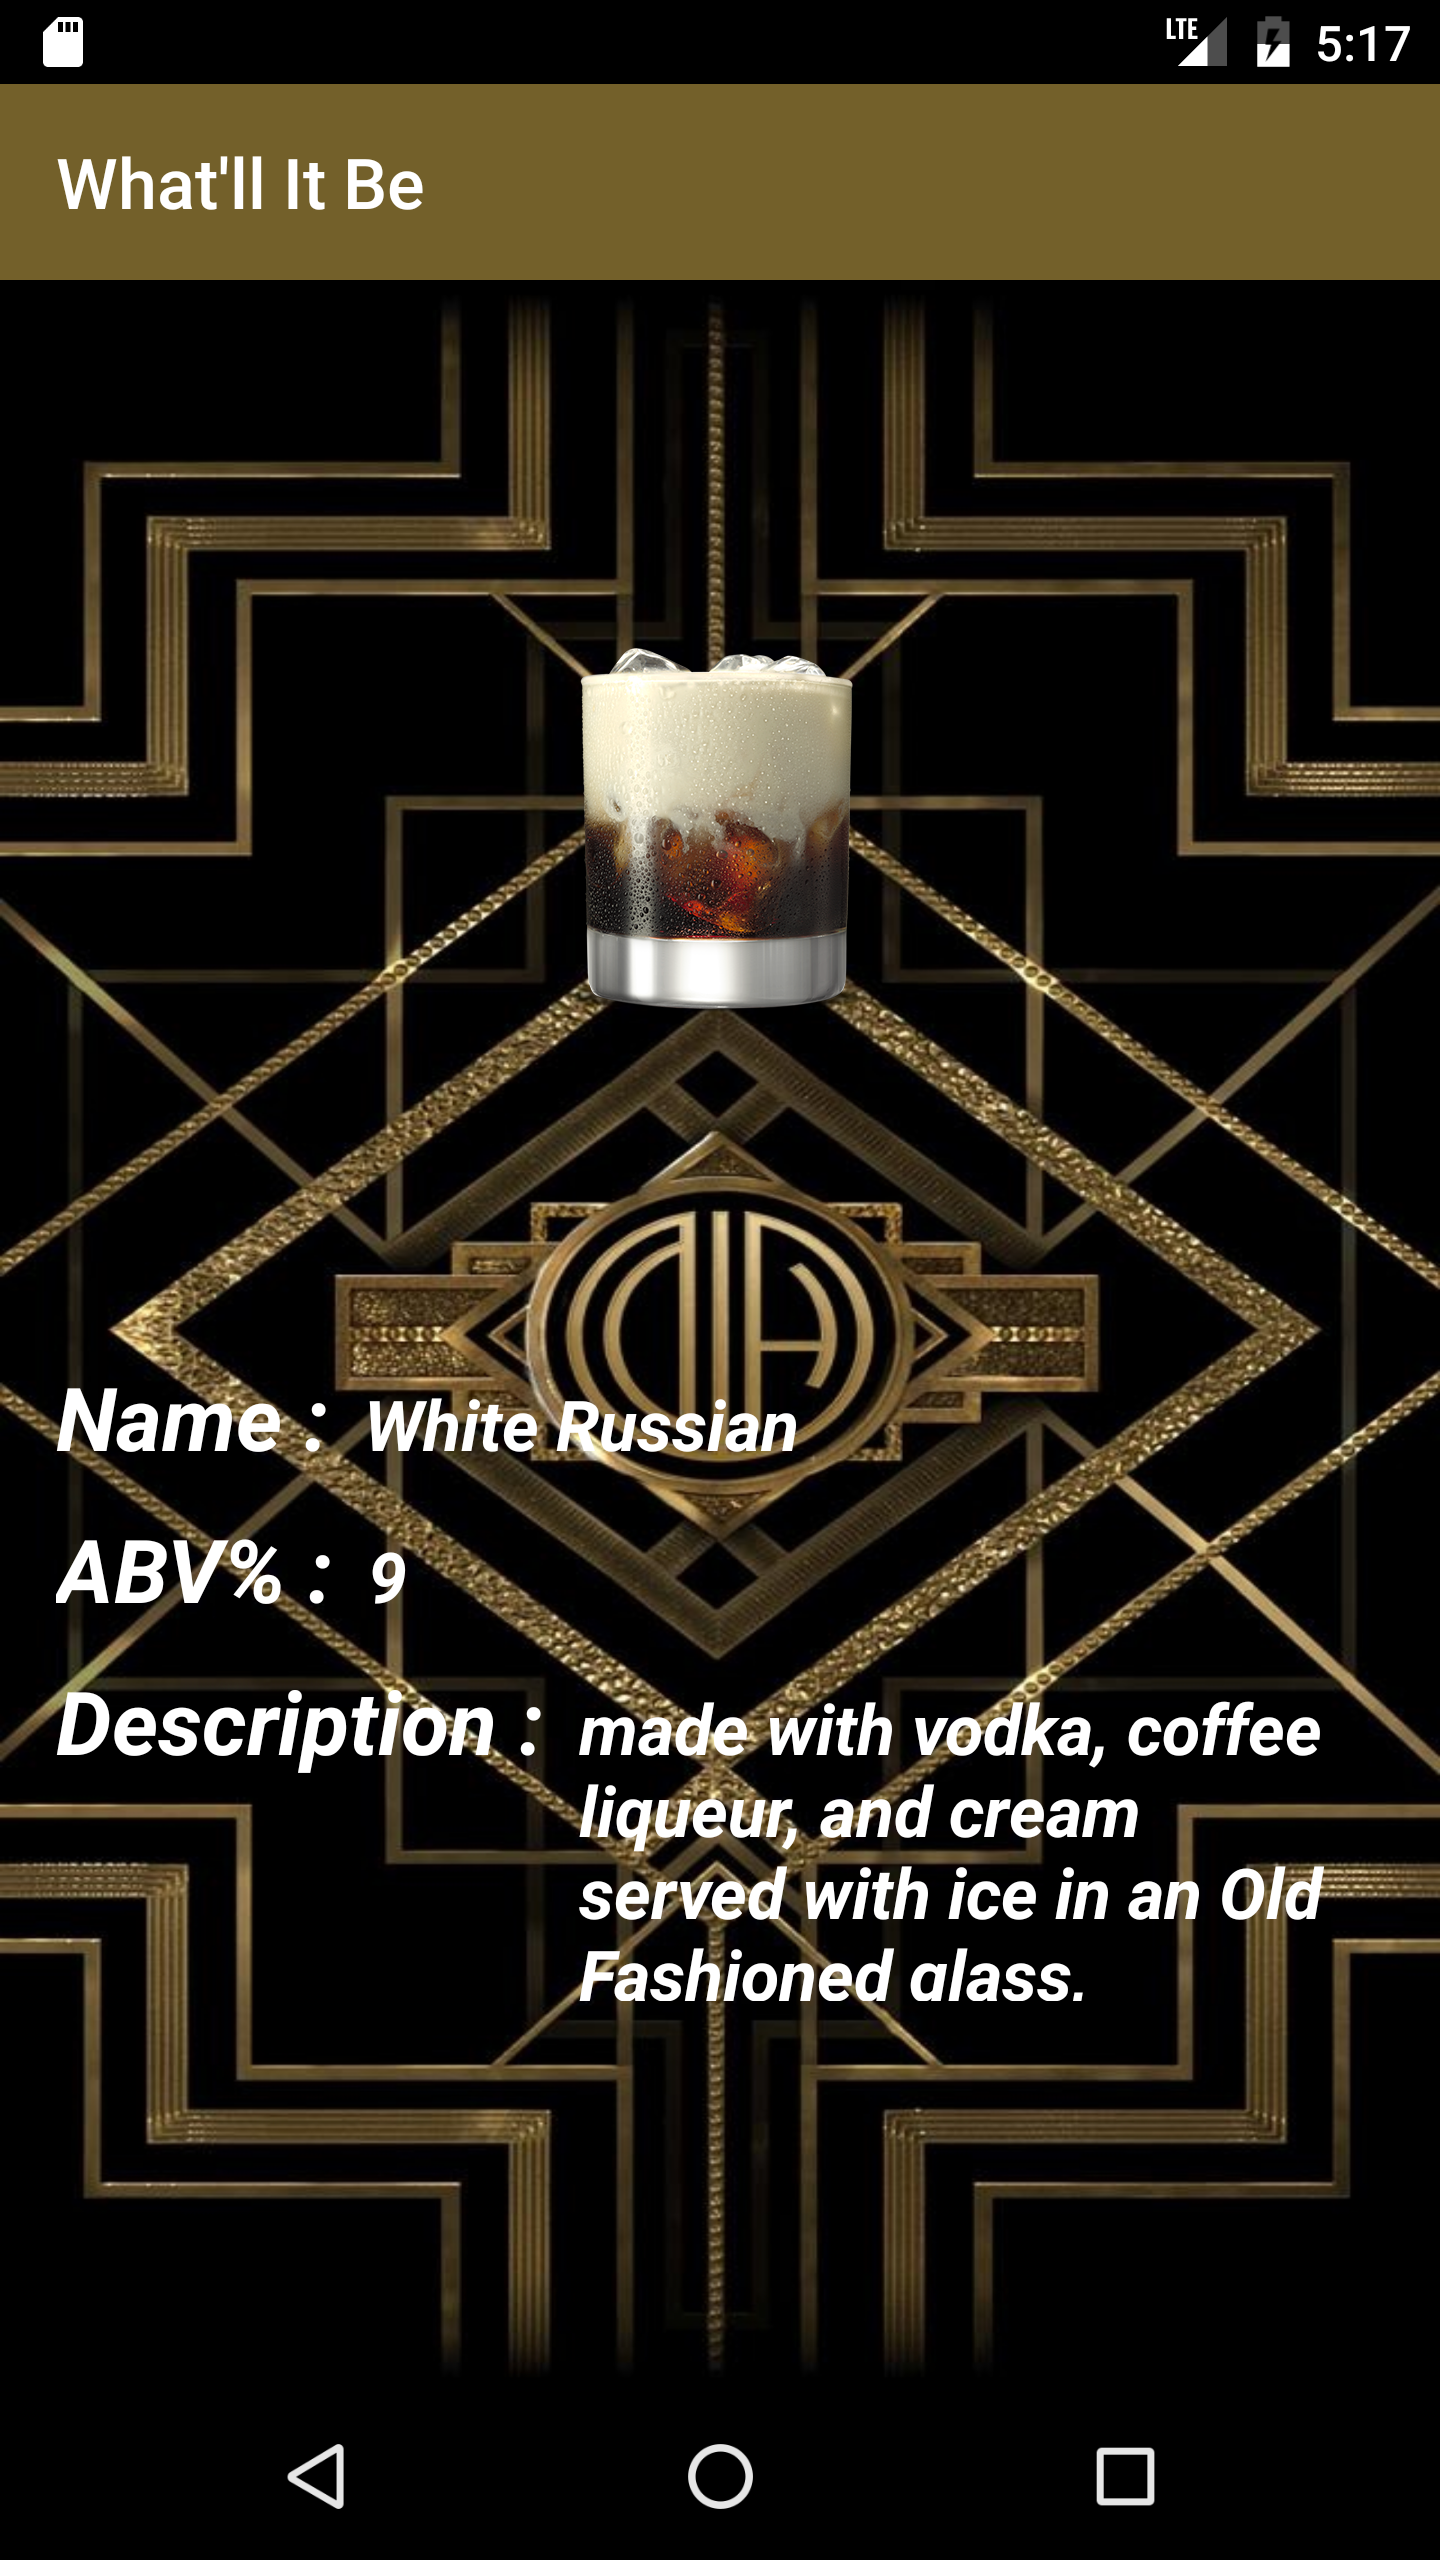 LTE 5:17
What'll It Be
Name : White Russian
ABV% : 9
Description : made with vodka, coffee
liqueur, and cream
served with ice in an Old
Fashioned glass.